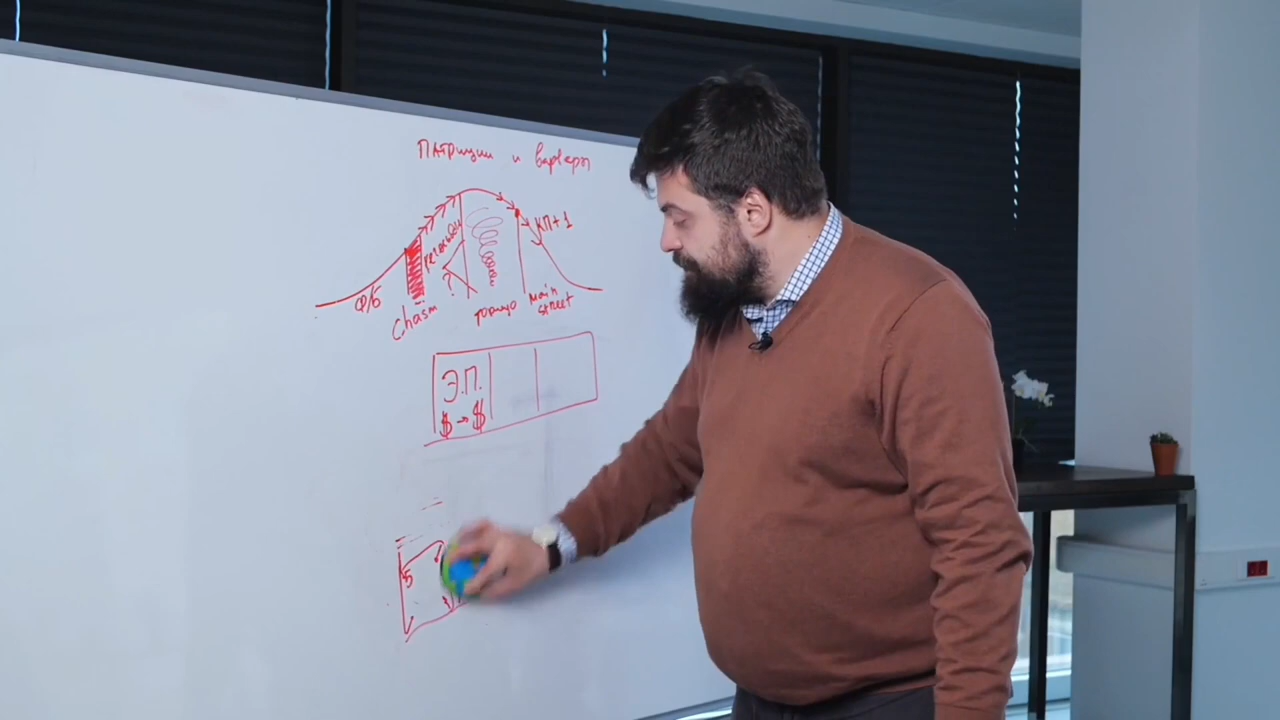 Патриции и варвары
КП+1
Ф/Б
?
Chasm
торнадо
main
street
Э.П.
$→$
Б